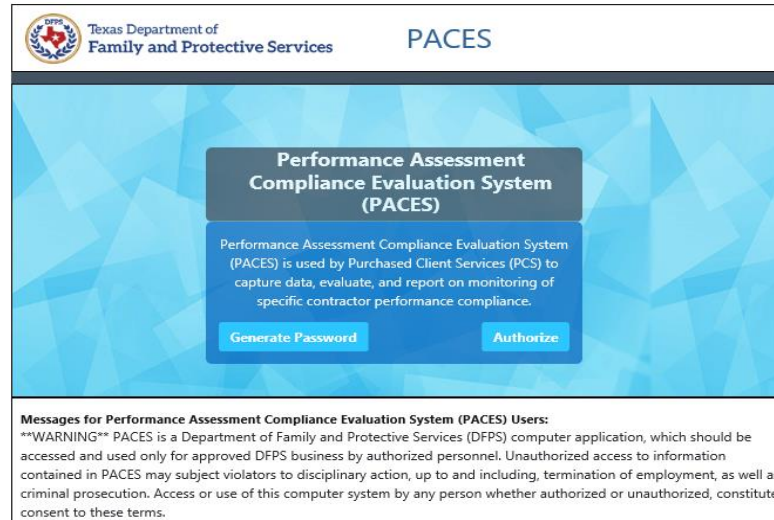 DFPS
Texas Department of
Family and Protective Services
PACES
Performance Assessment
Compliance Evaluation System
(PACES)
Performance Assessment Compliance Evaluation System
(PACES) is used by Purchased Client Services (PCS) to
capture data, evaluate, and report on monitoring of
specific contractor performance compliance.
Generate Password
Authorize
Messages for Performance Assessment Compliance Evaluation System (PACES) Users:
**WARNING** PACES is a Department of Family and Protective Services (DFPS) computer application, which should be
accessed and used only for approved DFPS business by authorized personnel. Unauthorized access to information
contained in PACES may subject violators to disciplinary action, up to and including, termination of employment, as well a
criminal prosecution. Access or use of this computer system by any person whether authorized or unauthorized, constitute
consent to these terms.